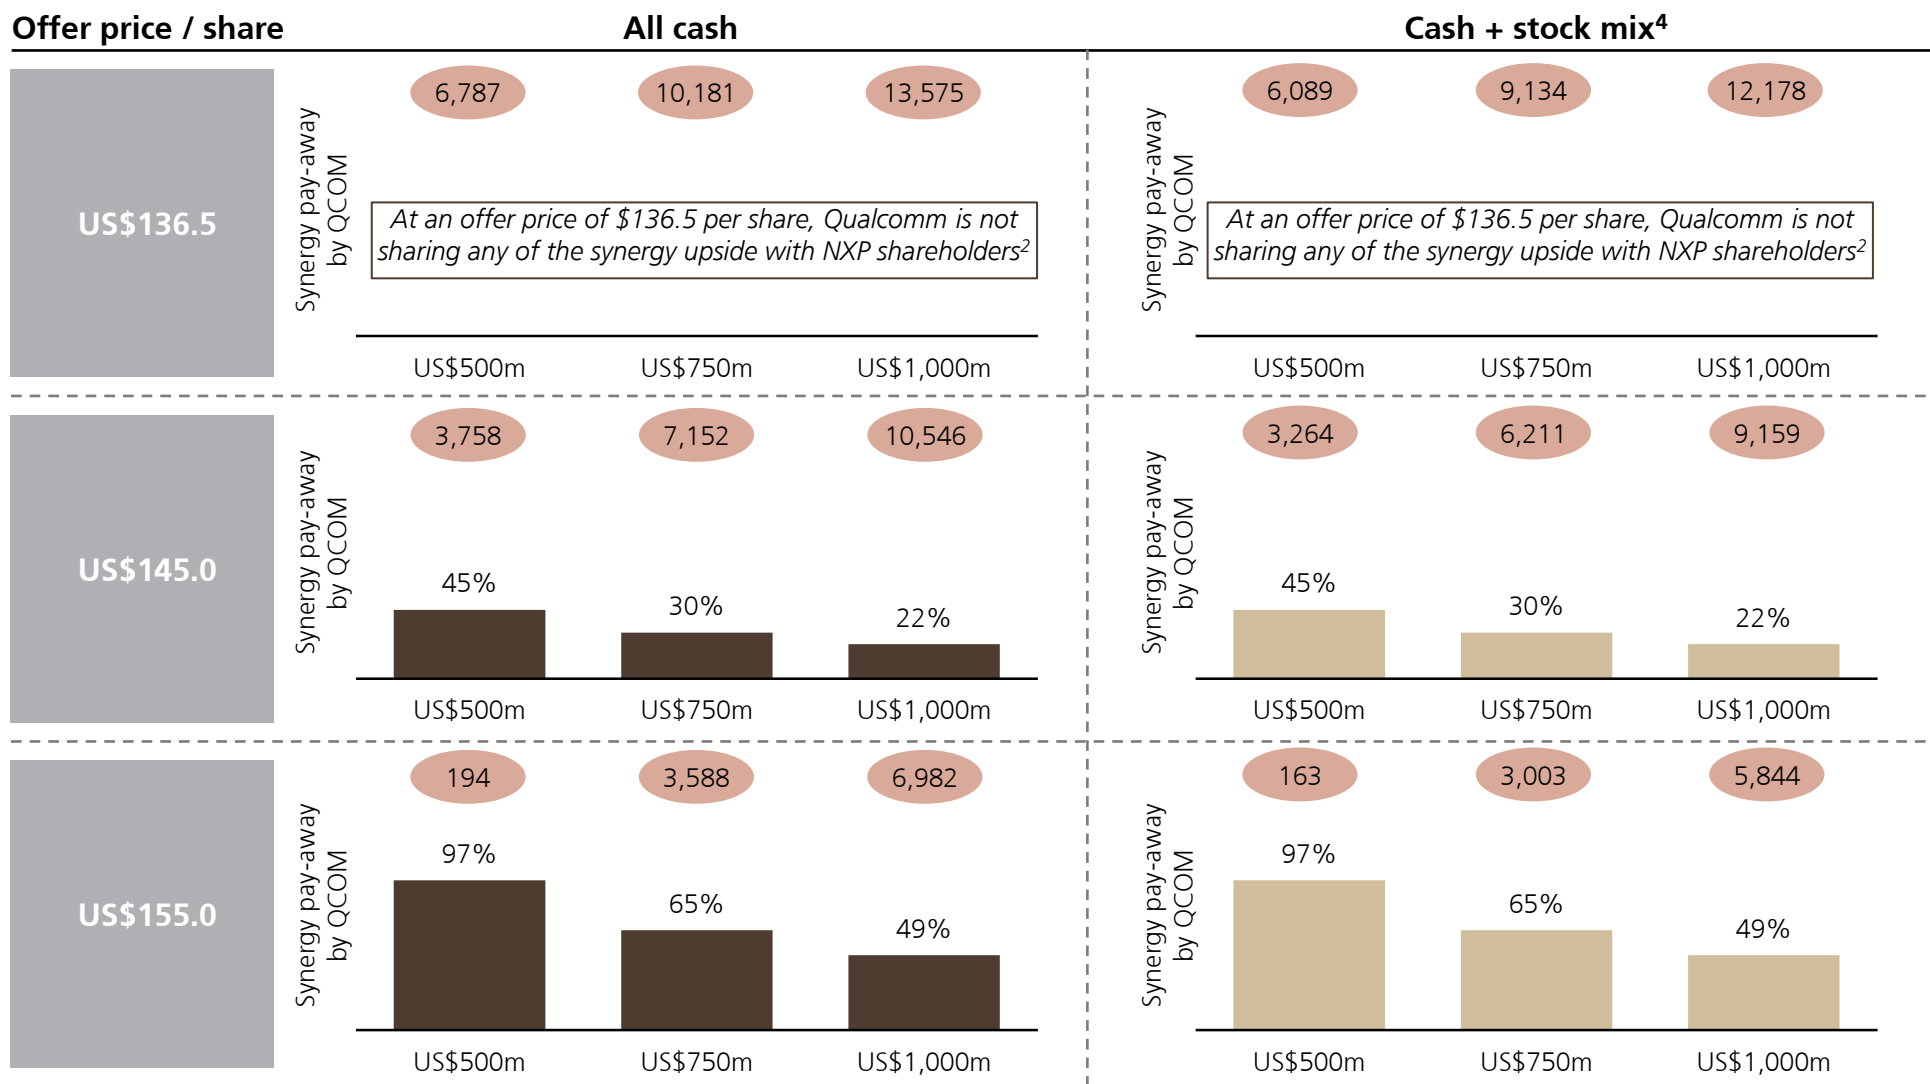 Offer price / share
All cash
Cash + stock mix4
US$136.5
Synergy pay-away
by QCOM
6,787
10,181
13,575
At an offer price of $136.5 per share, Qualcomm is not
sharing any of the synergy upside with NXP shareholders2
US$500m
US$750m
US$1,000m
Synergy pay-away
by QCOM
6,089
9,134
12,178
At an offer price of $136.5 per share, Qualcomm is not
sharing any of the synergy upside with NXP shareholders2
US$500m
US$750m
US$1,000m
US$145.0
Synergy pay-away
by QCOM
3,758
7,152
10,546
45%
30%
22%
US$500m
US$750m
US$1,000m
Synergy pay-away
by QCOM
3,264
6,211
9,159
45%
30%
22%
US$500m
US$750m
US$1,000m
US$155.0
Synergy pay-away
by QCOM
194
3,588
6,982
97%
65%
49%
US$500m
US$750m
US$1,000m
Synergy pay-away
by QCOM
163
3,003
5,844
97%
65%
49%
US$500m
US$750m
US$1,000m